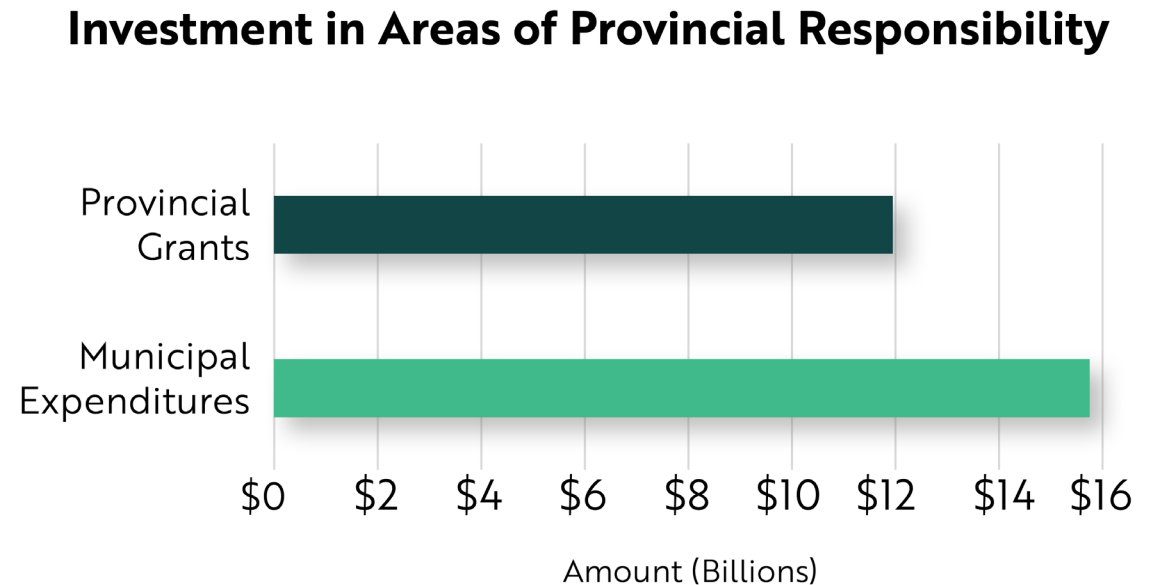 Investment in Areas of Provincial Responsibility
Provincial
Grants
Municipal
Expenditures
$0 $2 $4 $6 $8 $10 $12 $14 $16
Amount (Billions)